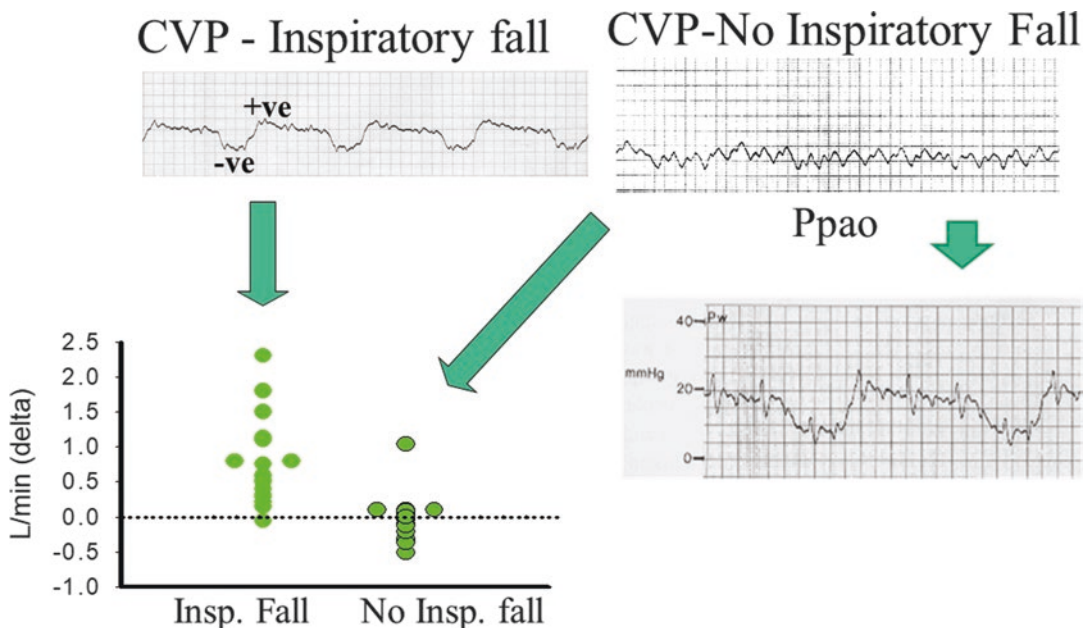 CVP - Inspiratory fall
CVP-No Inspiratory Fall
+ve
-ve
Ppao
40
Pw
mmHg
20
0
2.5
2.0
1.5
1.0
0.5
0.0
-0.5
-1.0
L/min (delta)
Insp. Fall
No Insp. fall